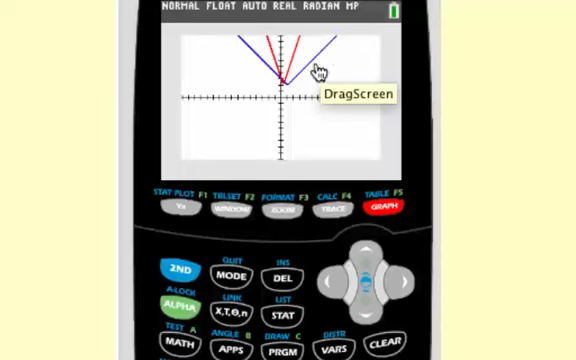 NORMAL FLOAT AUTO REAL RADIAN MP
DragScreen
STAT PLOT F1 TBLSET F2 FORMAT F3 CALC F4 TABLE F5
Y= WINDOW ZOOM TRACE GRAPH
QUIT INS
2ND MODE DEL
A-LOCK LINK LIST
ALPHA X,T,Θ,n STAT
TEST A ANGLE B DRAW C DISTR
MATH APPS PRGM VARS CLEAR